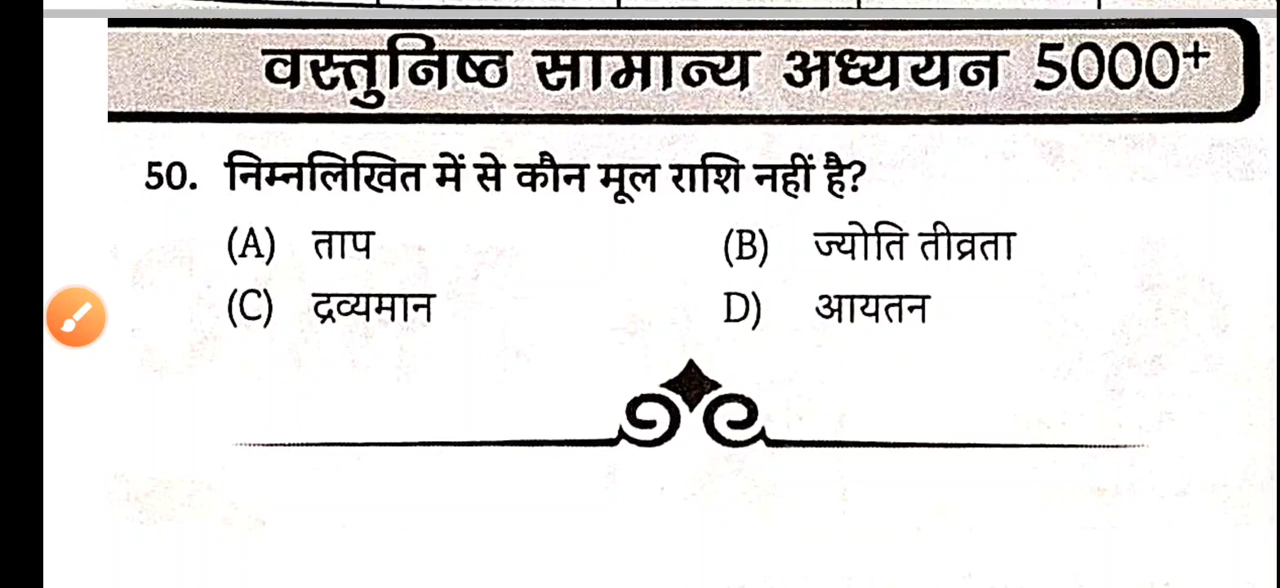 वस्तुनिष्ठ सामान्य अध्ययन 5000+
50. निम्नलिखित में से कौन मूल राशि नहीं है?
(A) ताप (B) ज्योति तीव्रता
(C) द्रव्यमान D) आयतन